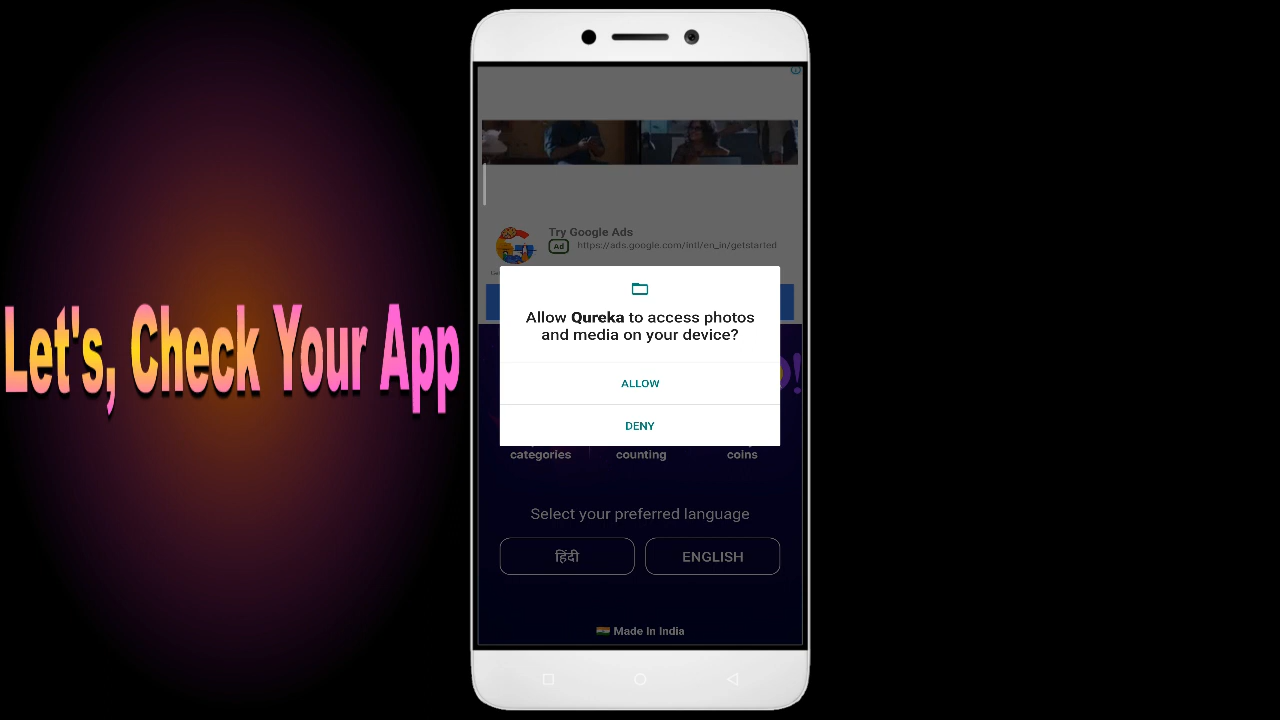 Let's, Check Your App
Try Google Ads
Ad https://ads.google.com/intl/en_in/getstarted
Allow Qureka to access photos
and media on your device?
ALLOW
DENY
categories counting coins
Select your preferred language
हिंदी ENGLISH
Made In India